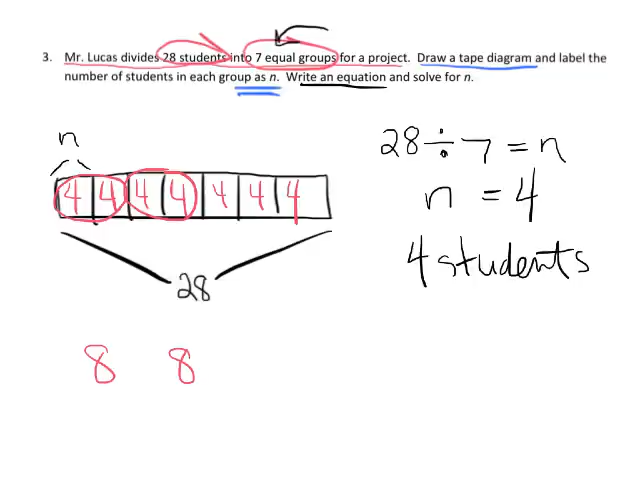 3. Mr. Lucas divides 28 students into 7 equal groups for a project. Draw a tape diagram and label the
number of students in each group as n. Write an equation and solve for n.
n
4 4 4 4 4 4 4
28
8 8
28 ÷ 7 = n
n = 4
4 students